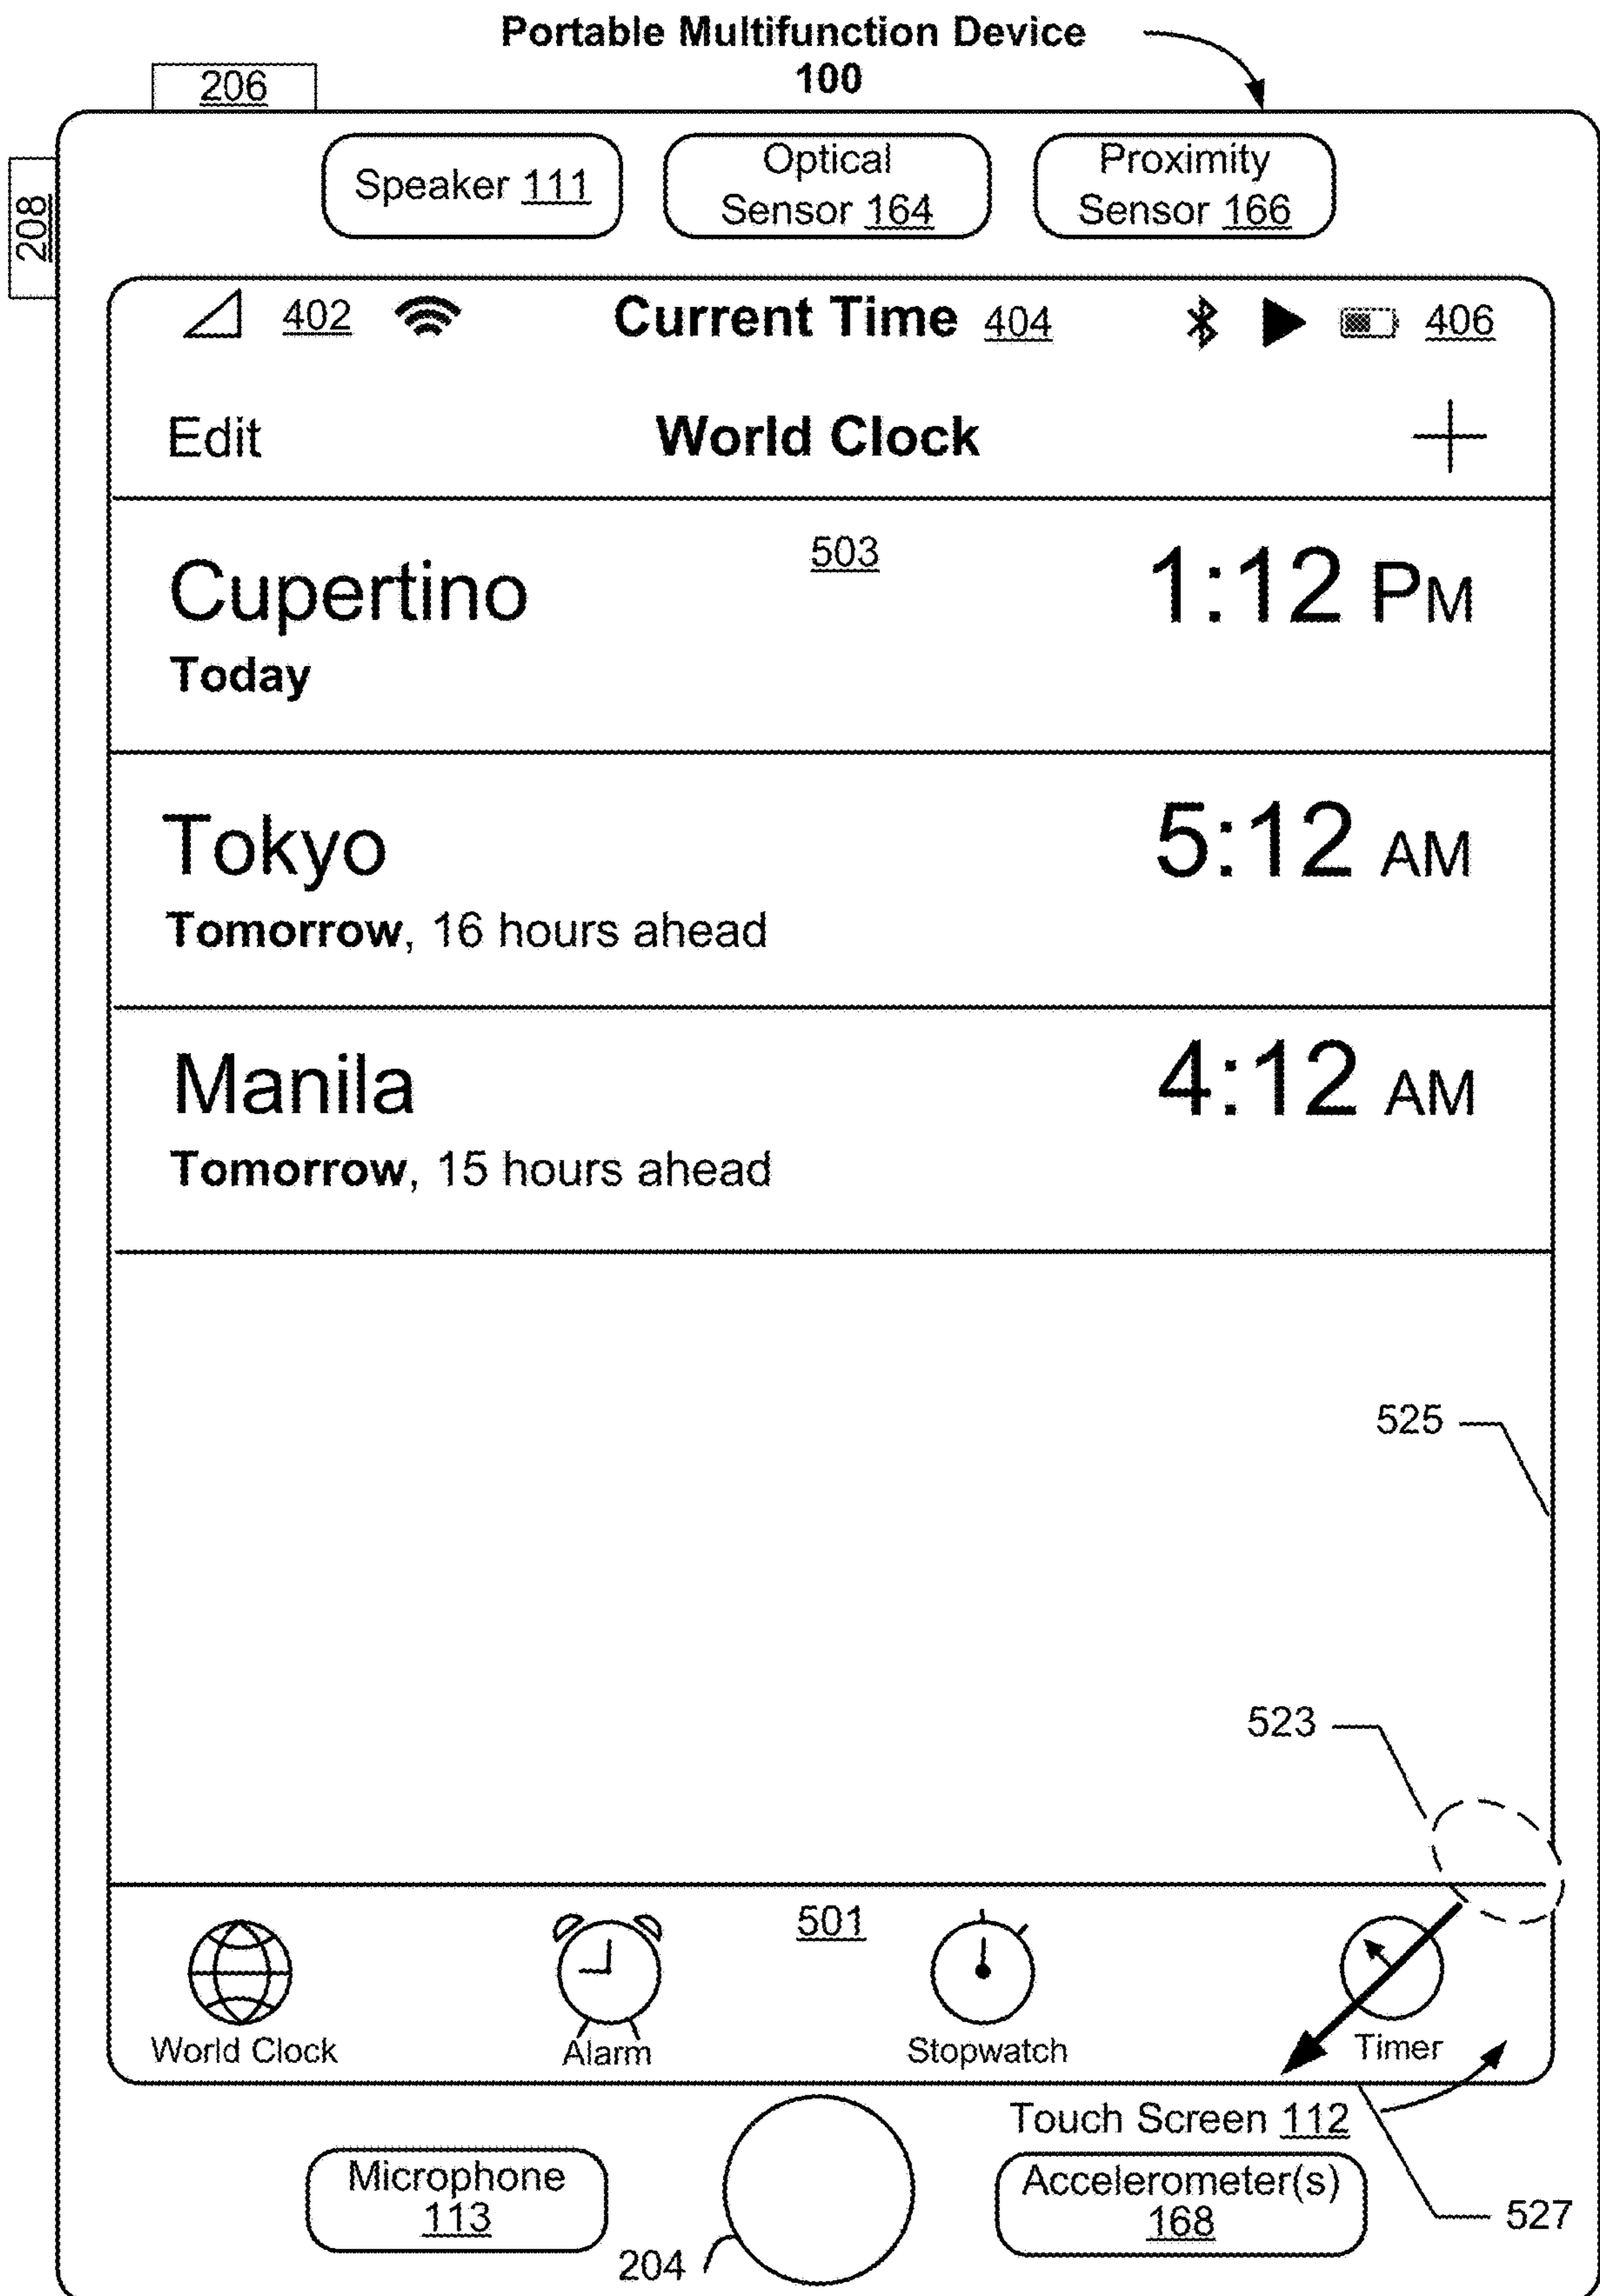 Portable Multifunction Device
100
206
208
Speaker 111
Optical
Sensor 164
Proximity
Sensor 166
402 Current Time 404 406
Edit World Clock +
503
Cupertino 1:12 PM
Today
Tokyo 5:12 AM
Tomorrow, 16 hours ahead
Manila 4:12 AM
Tomorrow, 15 hours ahead
525
523
501
World Clock Alarm Stopwatch Timer
Touch Screen 112
Microphone
113
Accelerometer(s)
168
527
204